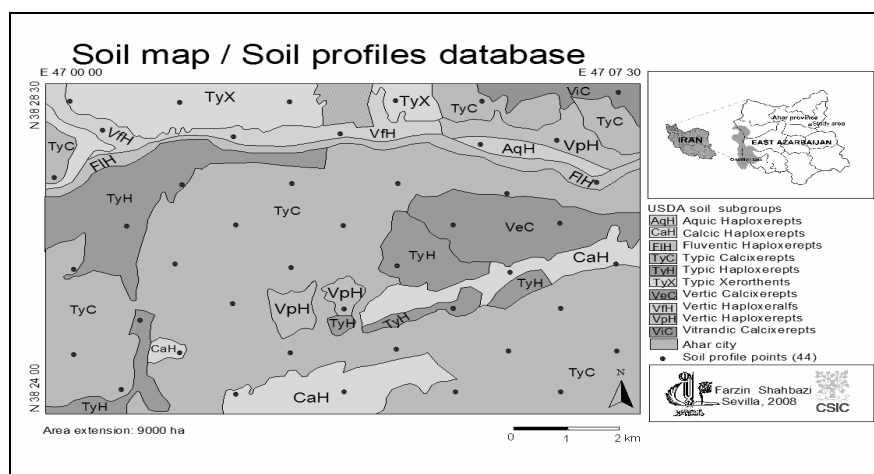 Soil map / Soil profiles database
E 47 00 00
E 47 07 30
N 38 28 30
N 38 24 00
TyX
TyX
ViC
TyC
TyC
VfH
VfH
VpH
AqH
TyC
FlH
FlH
TyH
TyC
VeC
TyH
CaH
TyH
TyC
VpH
VpH
TyH
TyH
CaH
TyC
CaH
TyH
N
Area extension: 9000 ha
0 1 2 km
Ahar province
Study area
IRAN
EAST AZARBAIJAN
USDA soil subgroups
AqH Aquic Haploxerepts
CaH Calcic Haploxerepts
FlH Fluventic Haploxerepts
TyC Typic Calcixerepts
TyH Typic Haploxerepts
TyX Typic Xerorthents
VeC Vertic Calcixerepts
VfH Vertic Haploxeralfs
VpH Vertic Haploxerepts
ViC Vitrandic Calcixerepts
Ahar city
Soil profile points (44)
Farzin Shahbazi
Sevilla, 2008
CSIC